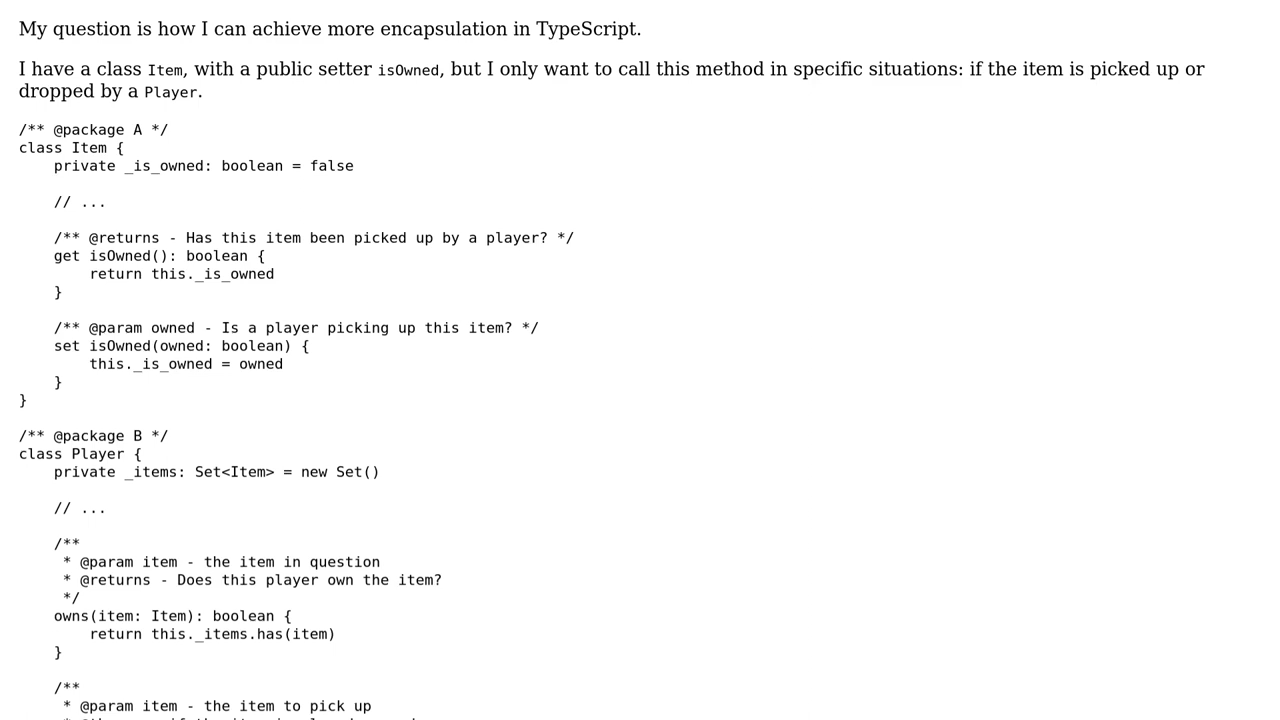 My question is how I can achieve more encapsulation in TypeScript.
I have a class Item, with a public setter isOwned, but I only want to call this method in specific situations: if the item is picked up or
dropped by a Player.
/** @package A */
class Item {
    private _is_owned: boolean = false
    // ...
    /** @returns - Has this item been picked up by a player? */
    get isOwned(): boolean {
        return this._is_owned
    }
    /** @param owned - Is a player picking up this item? */
    set isOwned(owned: boolean) {
        this._is_owned = owned
    }
}
/** @package B */
class Player {
    private _items: Set<Item> = new Set()
    // ...
    /**
     * @param item - the item in question
     * @returns - Does this player own the item?
     */
    owns(item: Item): boolean {
        return this._items.has(item)
    }
    /**
     * @param item - the item to pick up